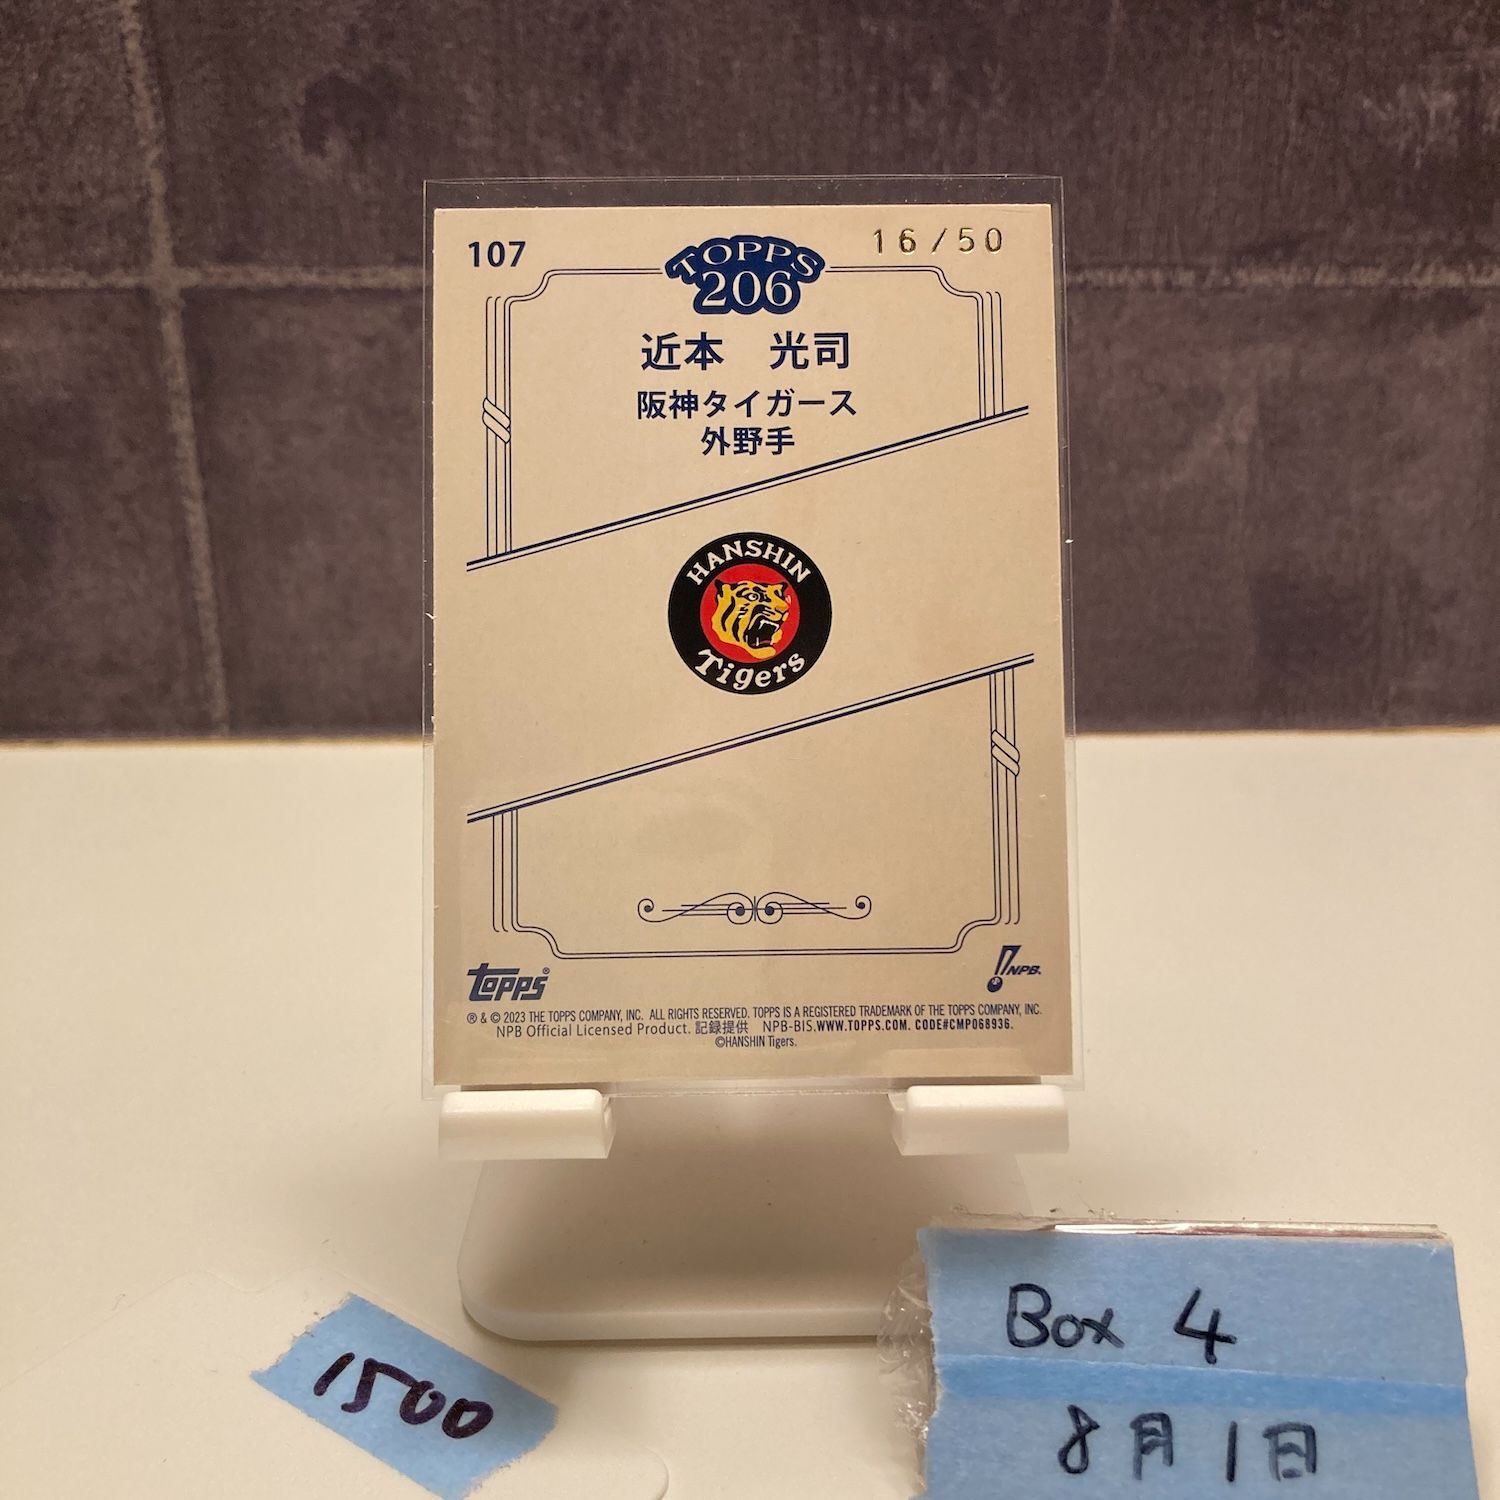 107
TOPPS
206
16/50
近本 光司
阪神タイガース
外野手
HANSHIN
Tigers
TOPPS®
NPB.
® & © 2023 THE TOPPS COMPANY, INC. ALL RIGHTS RESERVED. TOPPS IS A REGISTERED TRADEMARK OF THE TOPPS COMPANY, INC.
NPB Official Licensed Product. 記録提供 NPB-BIS.WWW.TOPPS.COM. CODE#CMP068936.
©HANSHIN Tigers.
Box 4
8月1日
1500